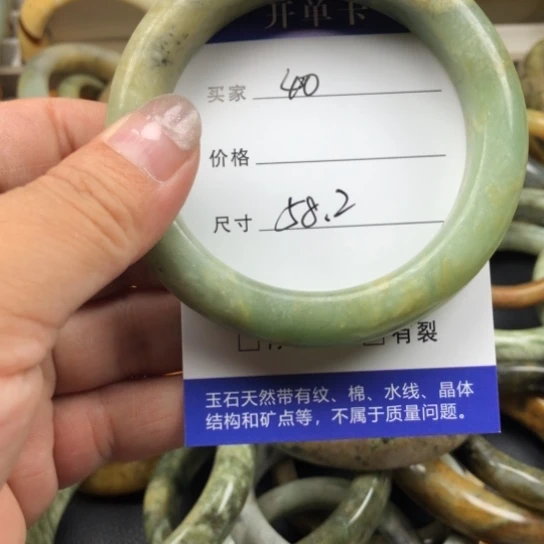 开单卡
买家 400
价格
尺寸 58.2
有裂
玉石天然带有纹、棉、水线、晶体
结构和矿点等，不属于质量问题。